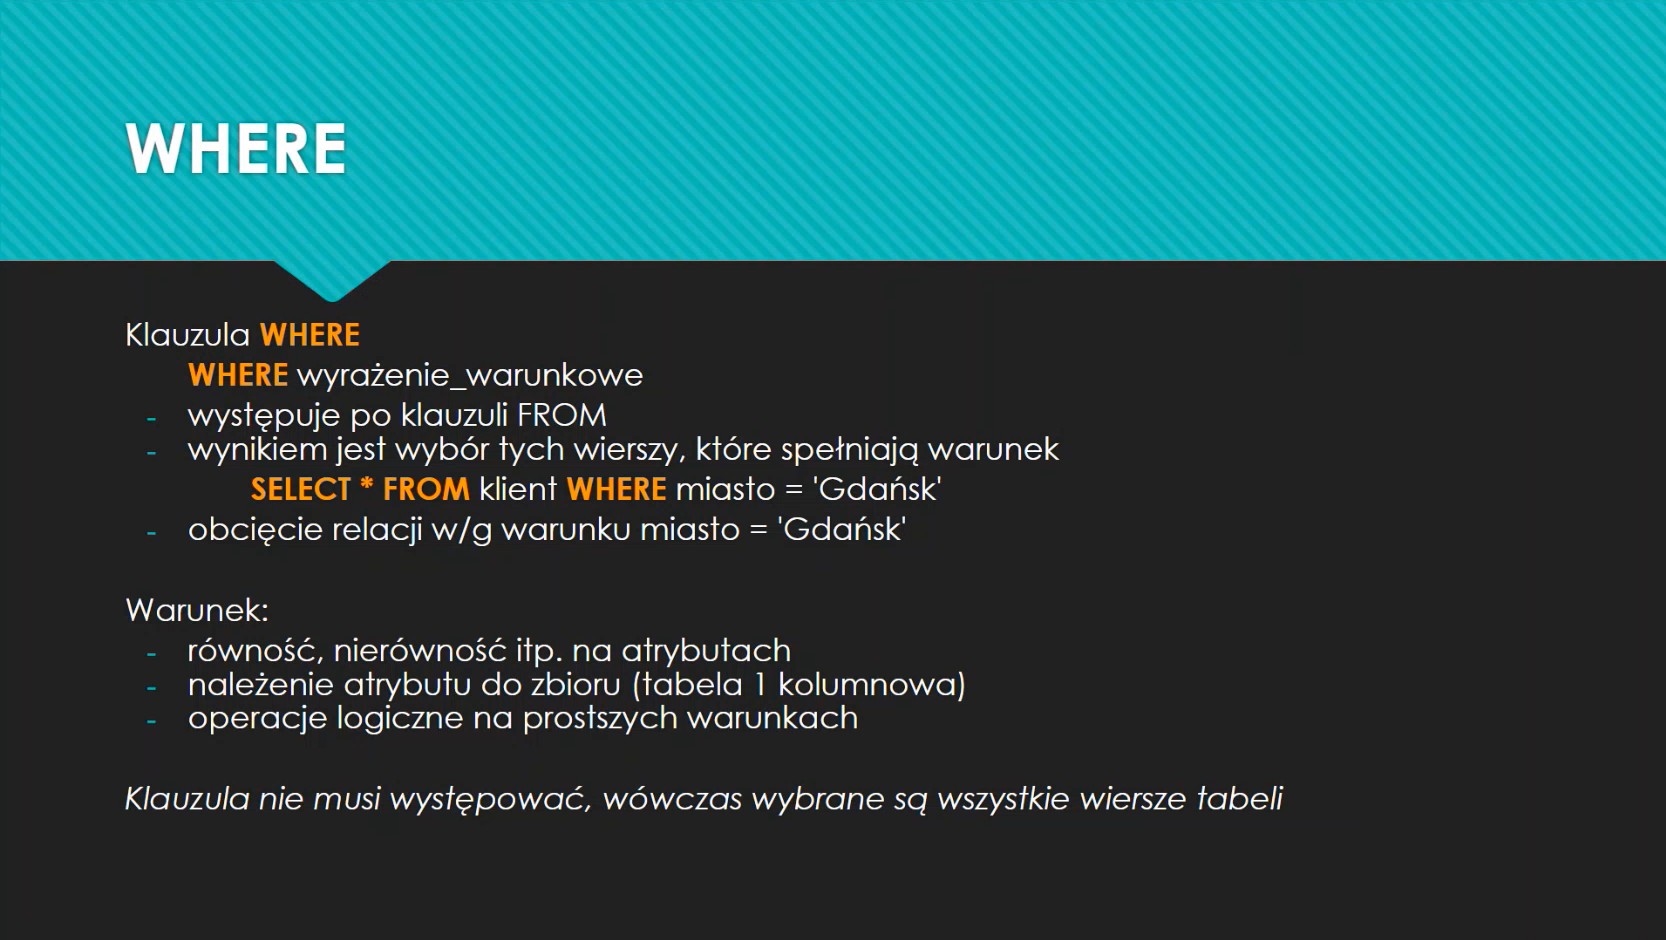 WHERE
Klauzula WHERE
WHERE wyrażenie_warunkowe
- występuje po klauzuli FROM
- wynikiem jest wybór tych wierszy, które spełniają warunek
SELECT * FROM klient WHERE miasto = 'Gdańsk'
- obcięcie relacji w/g warunku miasto = 'Gdańsk'
Warunek:
- równość, nierówność itp. na atrybutach
- należenie atrybutu do zbioru (tabela 1 kolumnowa)
- operacje logiczne na prostszych warunkach
Klauzula nie musi występować, wówczas wybrane są wszystkie wiersze tabeli